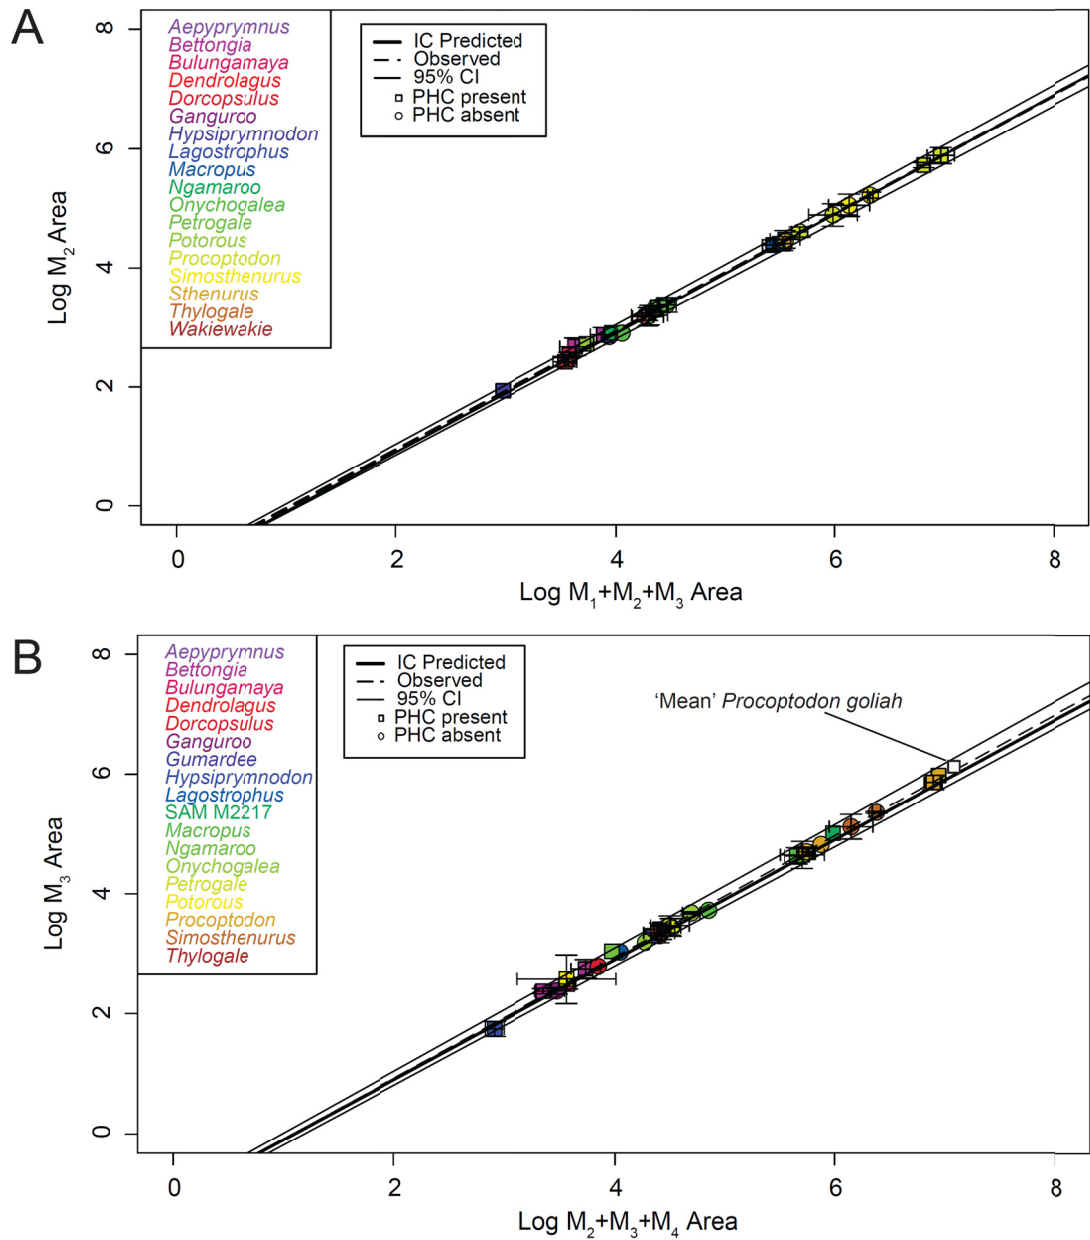 A
Aepyprymnus
Bettongia
Bulungamaya
Dendrolagus
Dorcopsulus
Ganguroo
Hypsiprymnodon
Lagostrophus
Macropus
Ngamaroo
Onychogalea
Petrogale
Potorous
Procoptodon
Simosthenurus
Sthenurus
Thylogale
Wakiewakie
IC Predicted
Observed
95% CI
PHC present
PHC absent
Log M₂ Area
8
6
4
2
0
0 2 4 6 8
Log M₁+M₂+M₃ Area
B
Aepyprymnus
Bettongia
Bulungamaya
Dendrolagus
Dorcopsulus
Ganguroo
Gumardee
Hypsiprymnodon
Lagostrophus
SAM M2217
Macropus
Ngamaroo
Onychogalea
Petrogale
Potorous
Procoptodon
Simosthenurus
Thylogale
IC Predicted
Observed
95% CI
PHC present
PHC absent
'Mean' Procoptodon goliah
Log M₃ Area
8
6
4
2
0
0 2 4 6 8
Log M₂+M₃+M₄ Area